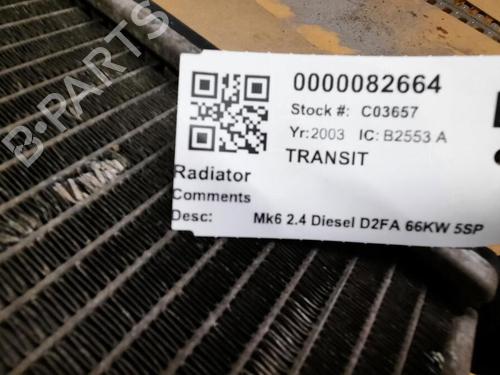 B-PARTS
0000082664
Stock #: C03657
Yr:2003 IC: B2553 A
TRANSIT
Radiator
Comments
Desc: Mk6 2.4 Diesel D2FA 66KW 5SP